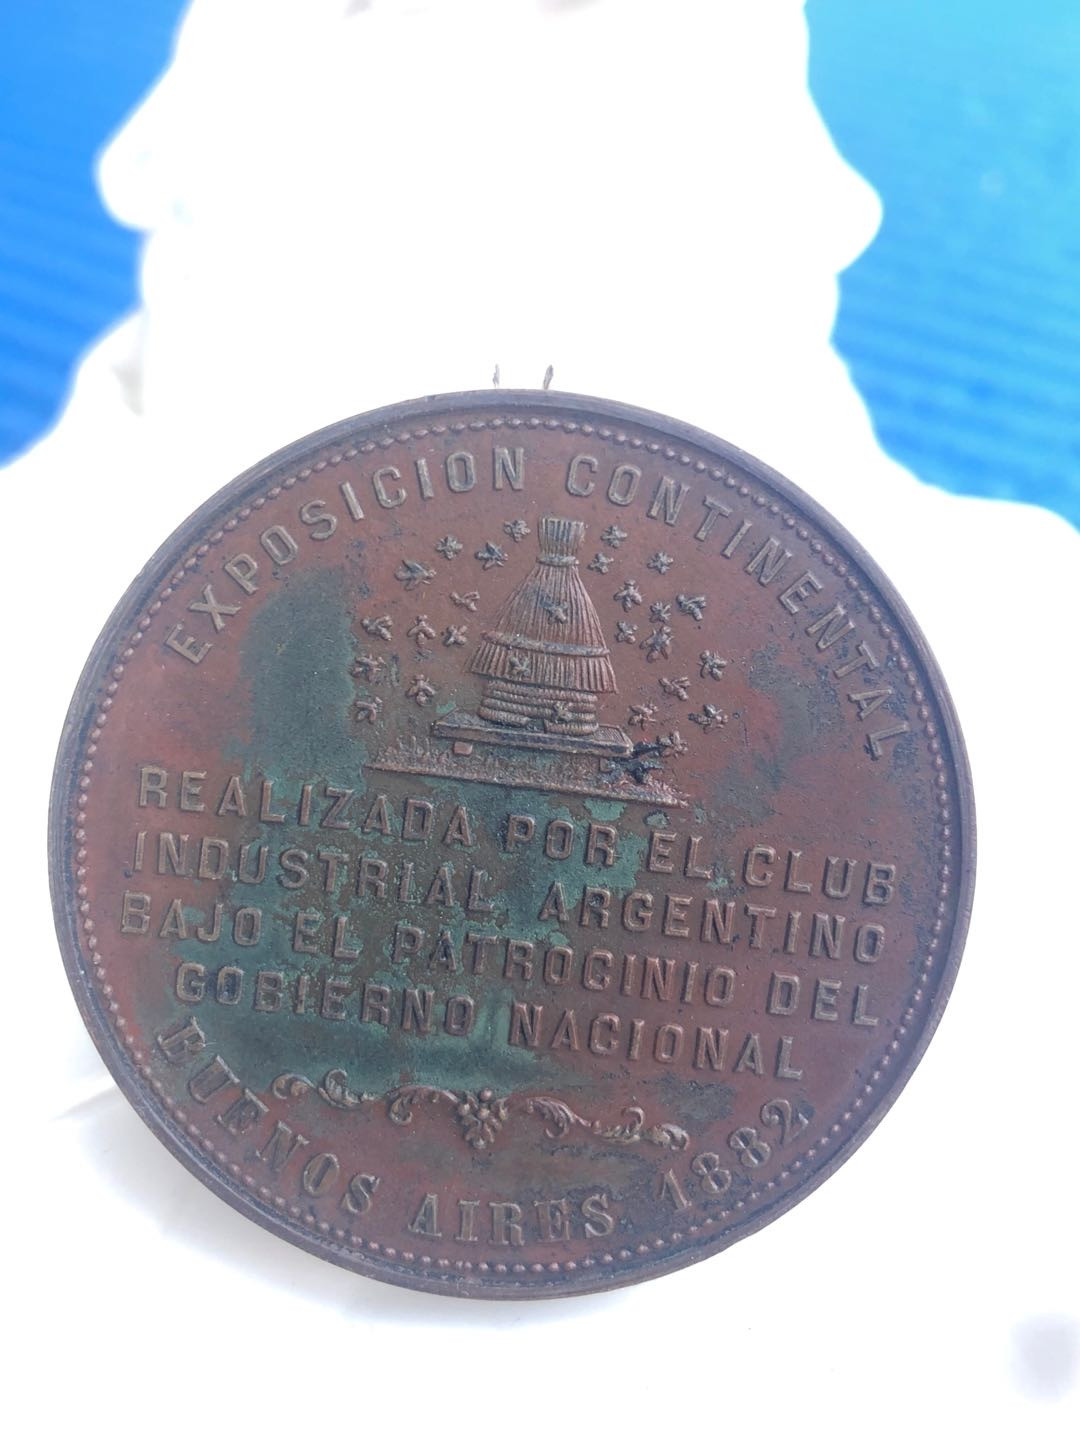 EXPOSICION CONTINENTAL
REALIZADA POR EL CLUB
INDUSTRIAL ARGENTINO
BAJO EL PATROCINIO DEL
GOBIERNO NACIONAL
BUENOS AIRES 1882